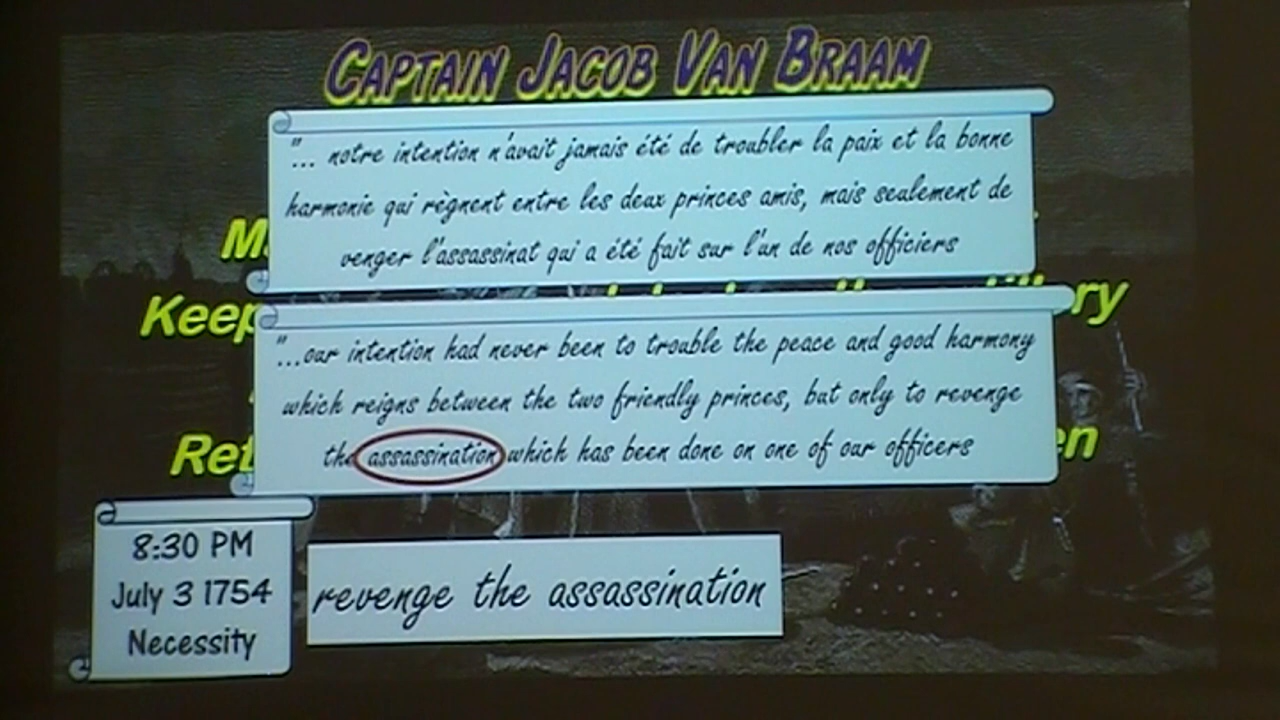 CAPTAIN JACOB VAN BRAAM
"... notre intention n'avait jamais été de troubler la paix et la bonne
harmonie qui règnent entre les deux princes amis, mais seulement de
venger l'assassinat qui a été fait sur l'un de nos officiers
"...our intention had never been to trouble the peace and good harmony
which reigns between the two friendly princes, but only to revenge
the assassination which has been done on one of our officers
8:30 PM
July 3 1754
Necessity
revenge the assassination